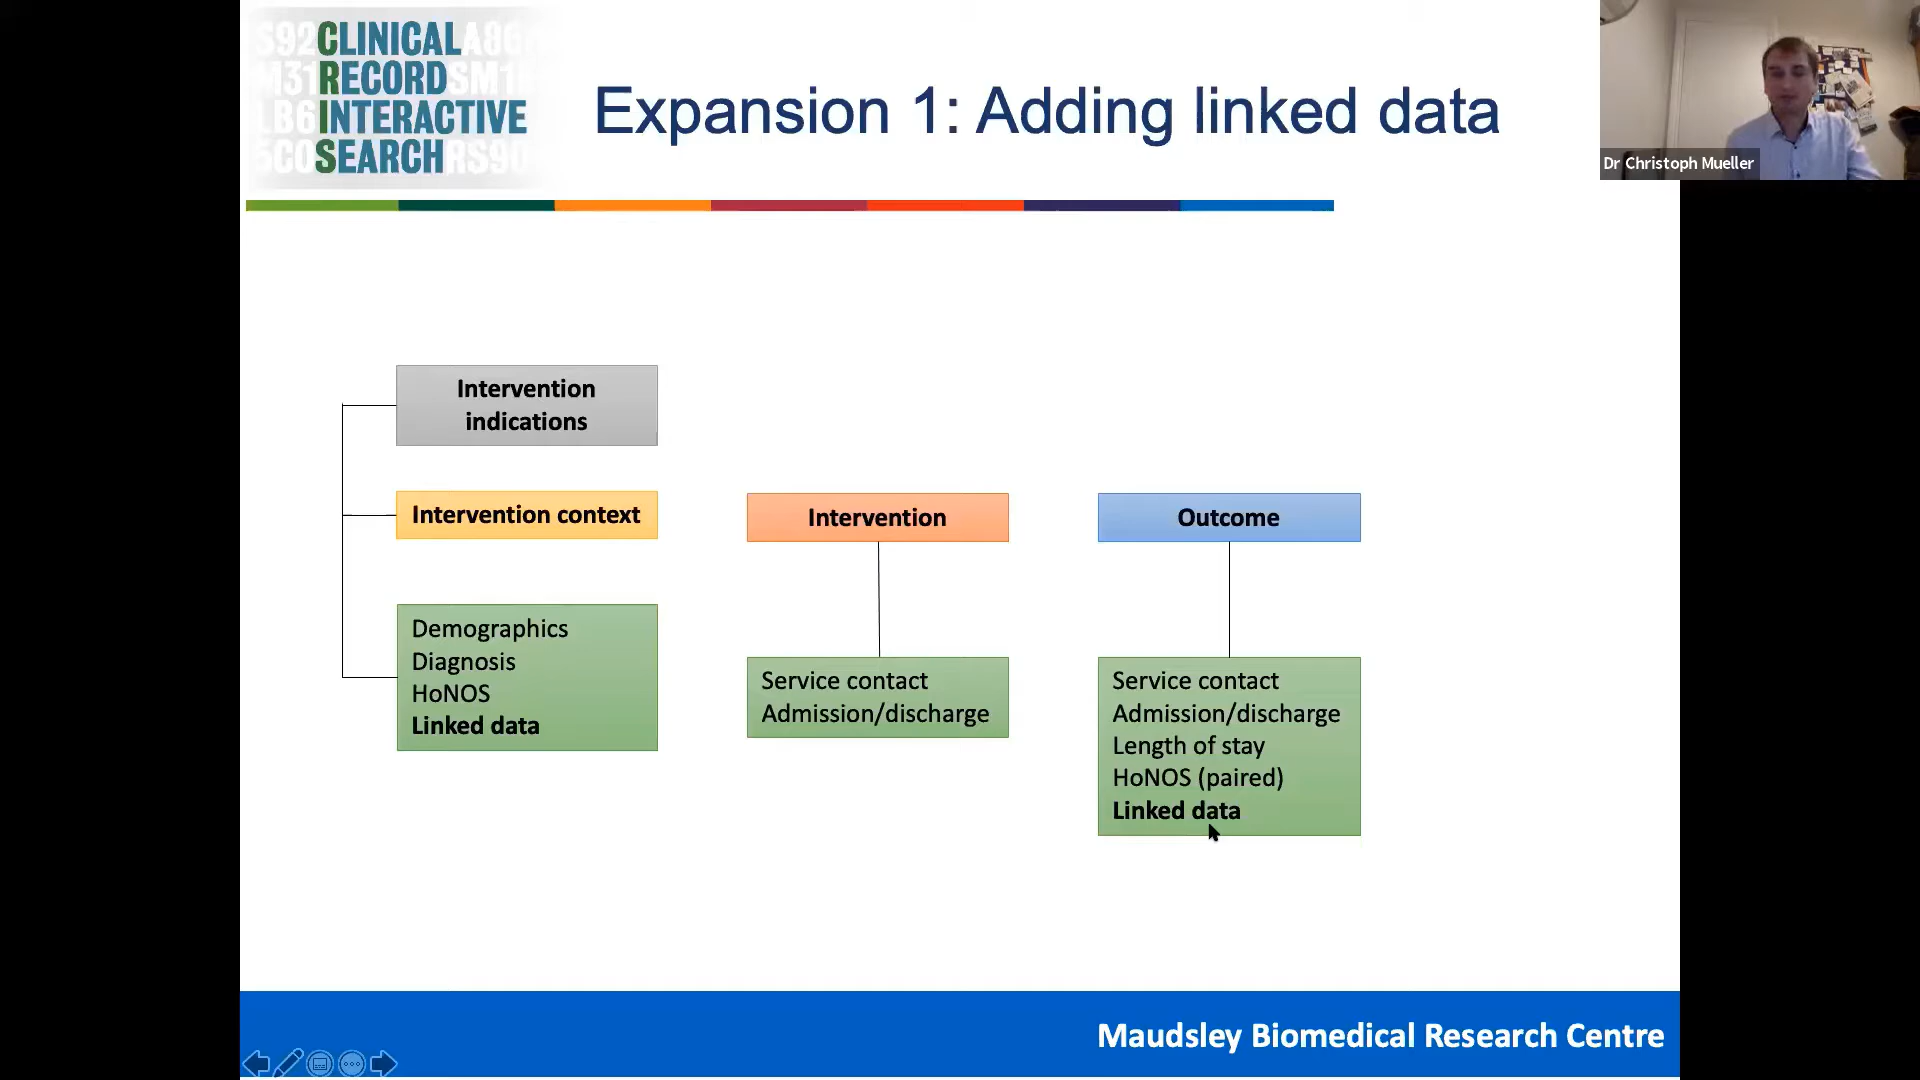 CLINICAL
RECORD
INTERACTIVE
SEARCH
Expansion 1: Adding linked data
Dr Christoph Mueller
Intervention
indications
Intervention context
Demographics
Diagnosis
HoNOS
Linked data
Intervention
Service contact
Admission/discharge
Outcome
Service contact
Admission/discharge
Length of stay
HoNOS (paired)
Linked data
Maudsley Biomedical Research Centre